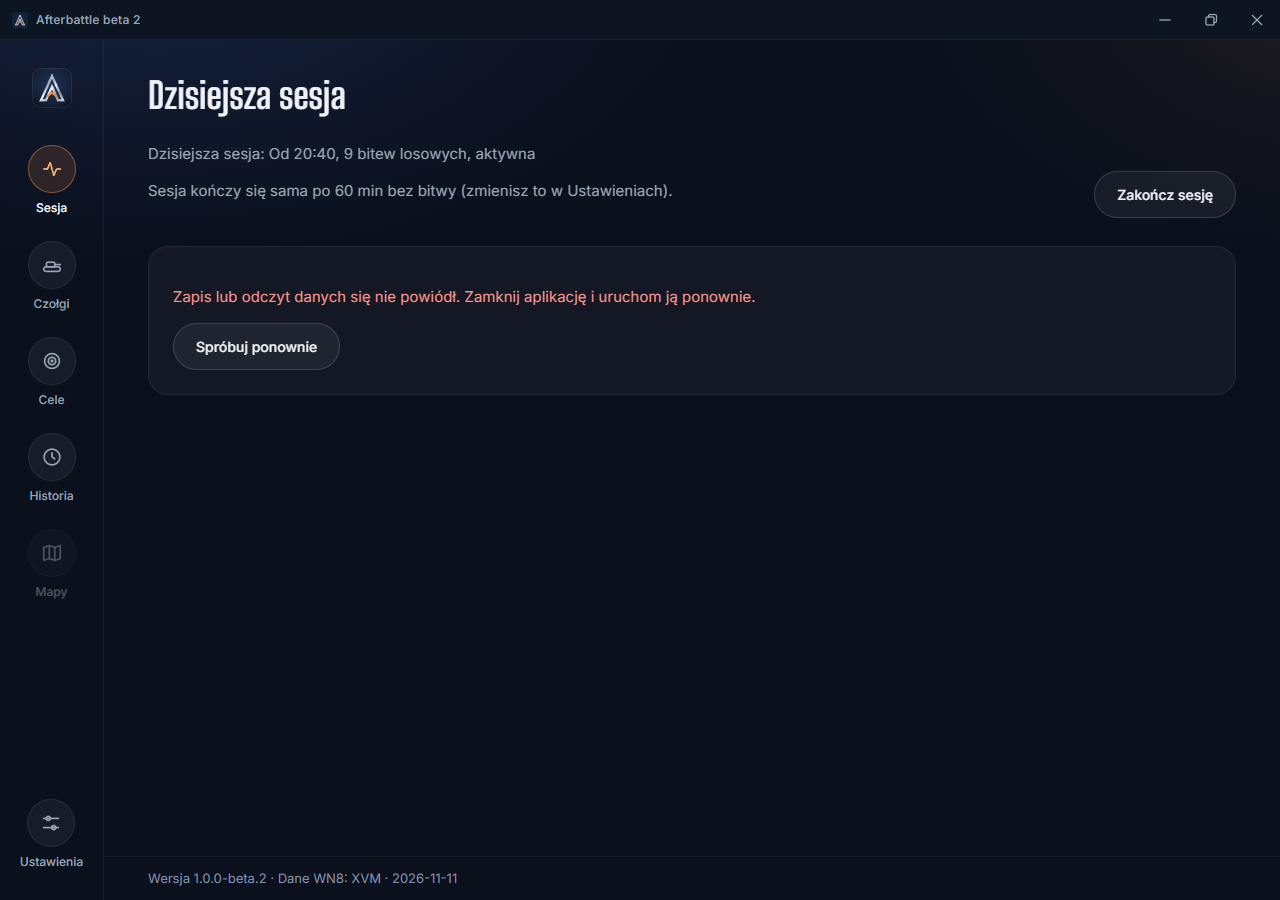 Afterbattle beta 2
Dzisiejsza sesja
Dzisiejsza sesja: Od 20:40, 9 bitew losowych, aktywna
Sesja kończy się sama po 60 min bez bitwy (zmienisz to w Ustawieniach).
Zakończ sesję
Sesja
Czołgi
Cele
Historia
Mapy
Ustawienia
Zapis lub odczyt danych się nie powiódł. Zamknij aplikację i uruchom ją ponownie.
Spróbuj ponownie
Wersja 1.0.0-beta.2 · Dane WN8: XVM · 2026-11-11